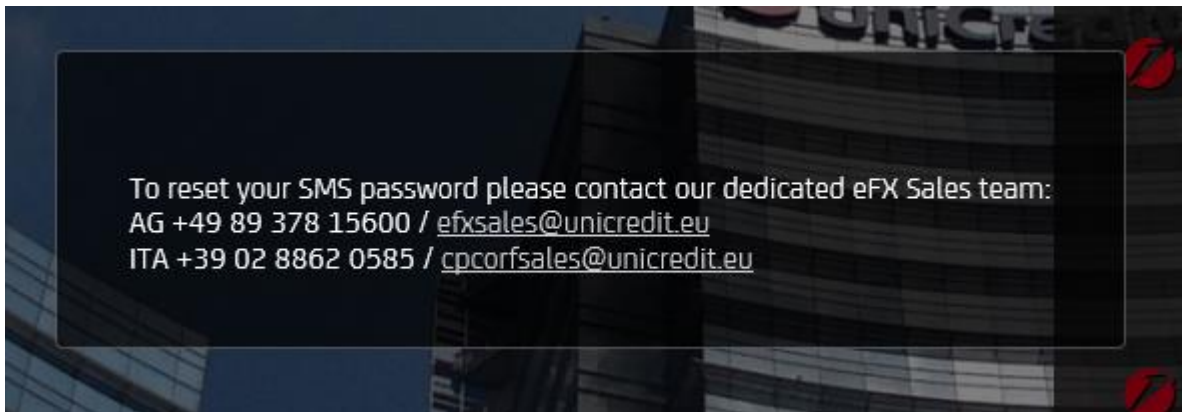 UniCredit
To reset your SMS password please contact our dedicated eFX Sales team:
AG +49 89 378 15600 / efxsales@unicredit.eu
ITA +39 02 8862 0585 / cpcorfsales@unicredit.eu